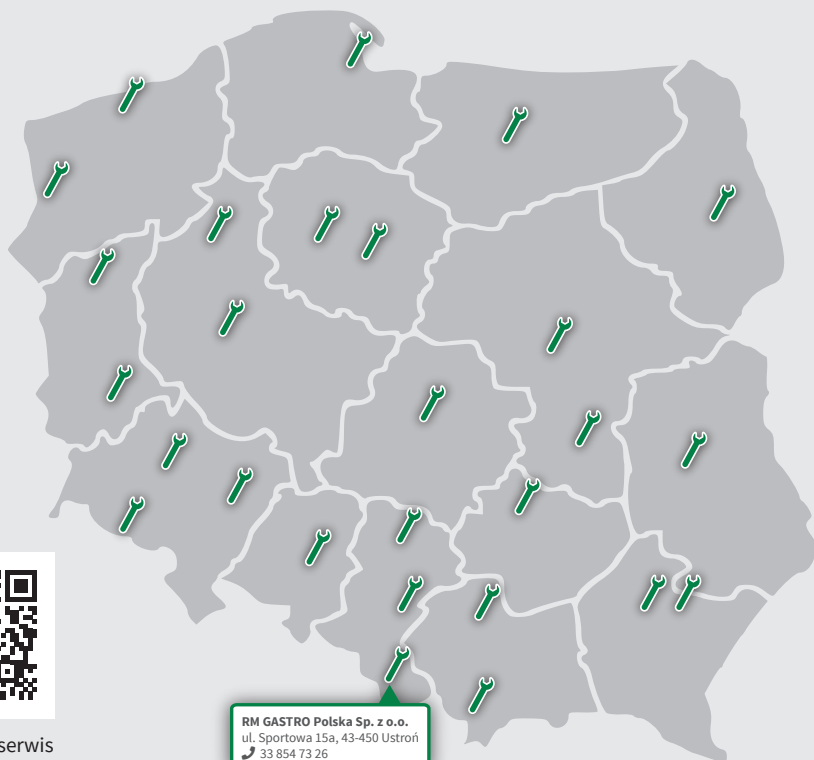 RM GASTRO Polska Sp. z o.o.
ul. Sportowa 15a, 43-450 Ustroń
33 854 73 26
serwis